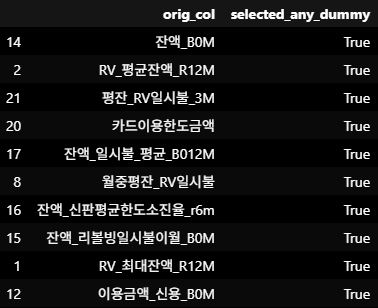 orig_col selected_any_dummy
14 잔액_B0M True
2 RV_평균잔액_R12M True
21 평잔_RV일시불_3M True
20 카드이용한도금액 True
17 잔액_일시불_평균_B012M True
8 월중평잔_RV일시불 True
16 잔액_신판평균한도소진율_r6m True
15 잔액_리볼빙일시불이월_B0M True
1 RV_최대잔액_R12M True
12 이용금액_신용_B0M True